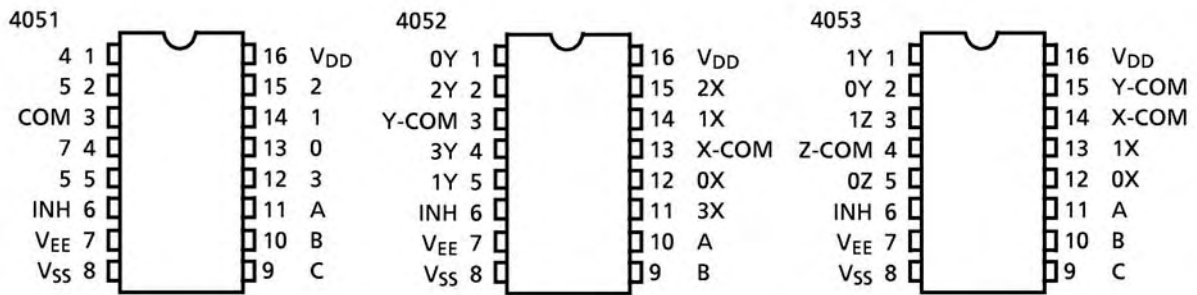 4051
4 1 16 VDD
5 2 15 2
COM 3 14 1
7 4 13 0
5 5 12 3
INH 6 11 A
VEE 7 10 B
VSS 8 9 C
4052
0Y 1 16 VDD
2Y 2 15 2X
Y-COM 3 14 1X
3Y 4 13 X-COM
1Y 5 12 0X
INH 6 11 3X
VEE 7 10 A
VSS 8 9 B
4053
1Y 1 16 VDD
0Y 2 15 Y-COM
1Z 3 14 X-COM
Z-COM 4 13 1X
0Z 5 12 0X
INH 6 11 A
VEE 7 10 B
VSS 8 9 C